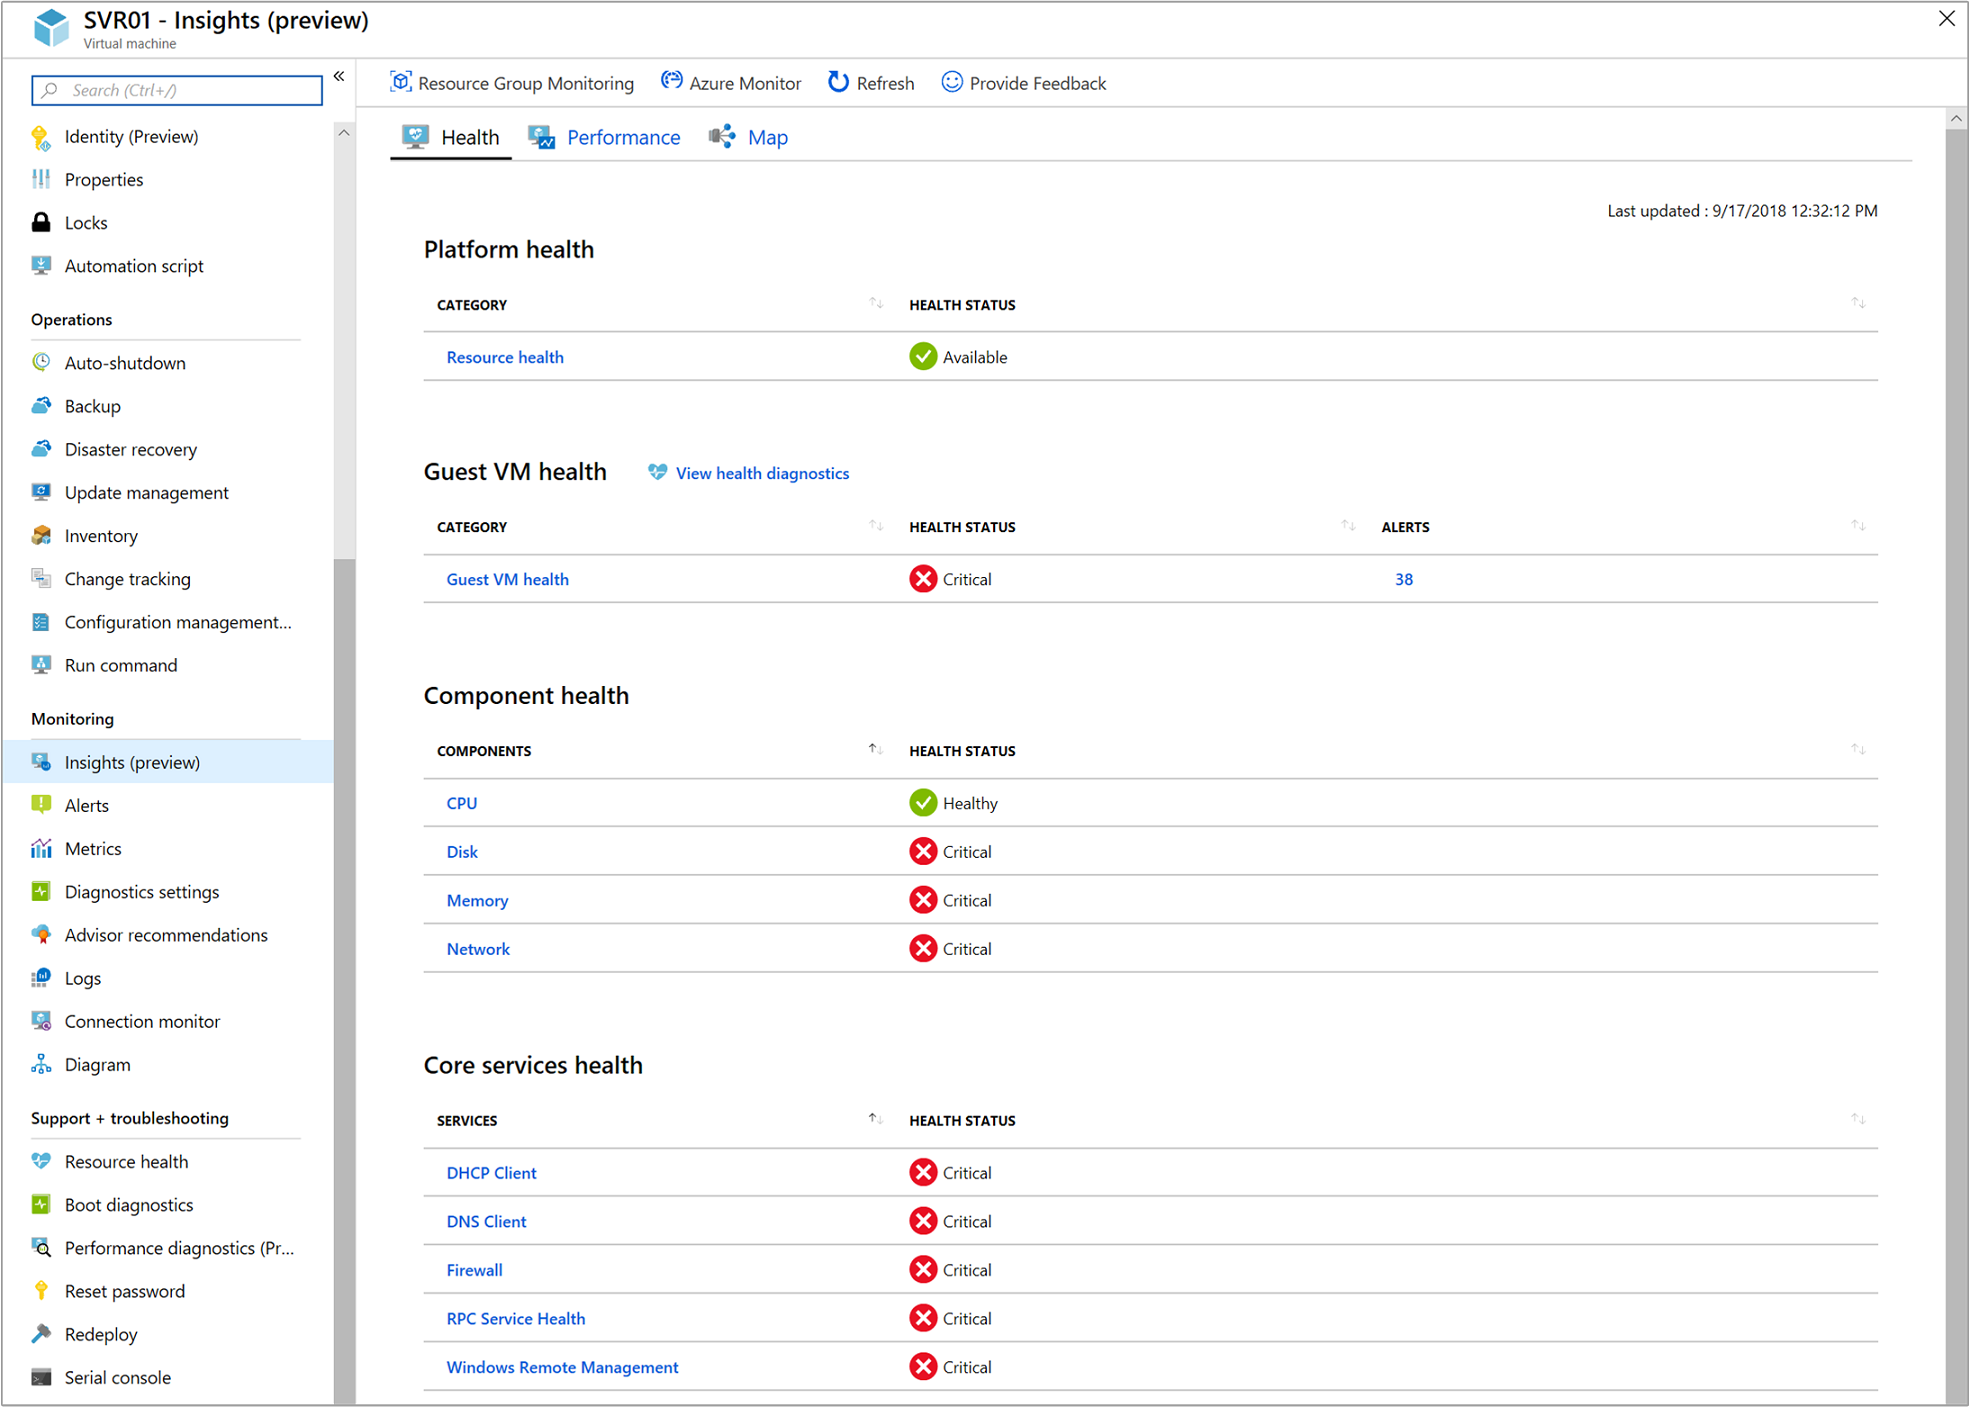 SVR01 - Insights (preview)
Virtual machine
Search (Ctrl+/)
«
Identity (Preview)
Properties
Locks
Automation script
Operations
Auto-shutdown
Backup
Disaster recovery
Update management
Inventory
Change tracking
Configuration management...
Run command
Monitoring
Insights (preview)
Alerts
Metrics
Diagnostics settings
Advisor recommendations
Logs
Connection monitor
Diagram
Support + troubleshooting
Resource health
Boot diagnostics
Performance diagnostics (Pr...
Reset password
Redeploy
Serial console
Resource Group Monitoring Azure Monitor Refresh Provide Feedback
Health Performance Map
Last updated : 9/17/2018 12:32:12 PM
Platform health
CATEGORY HEALTH STATUS
Resource health Available
Guest VM health View health diagnostics
CATEGORY HEALTH STATUS ALERTS
Guest VM health Critical 38
Component health
COMPONENTS HEALTH STATUS
CPU Healthy
Disk Critical
Memory Critical
Network Critical
Core services health
SERVICES HEALTH STATUS
DHCP Client Critical
DNS Client Critical
Firewall Critical
RPC Service Health Critical
Windows Remote Management Critical